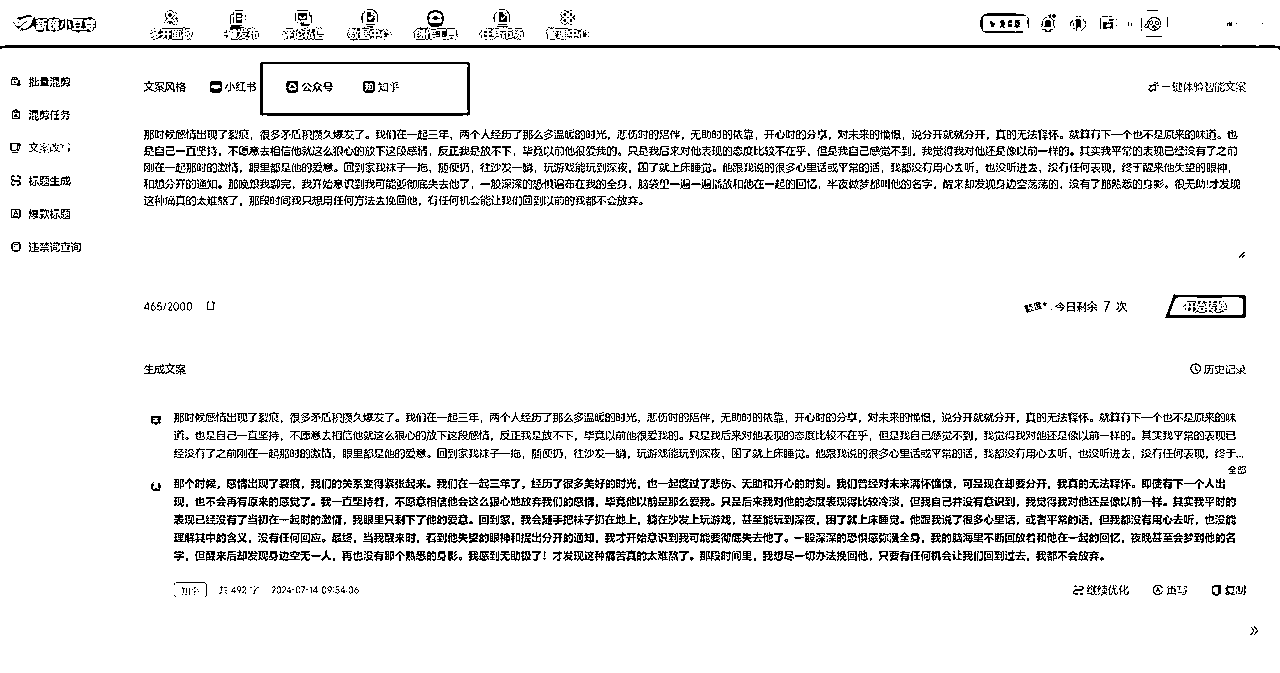 新榜小豆芽
多开面板
一键发布
评论私信
数据中心
创作工具
任务市场
管理中心
批量混剪
混剪任务
文案改写
标题生成
爆款标题
违禁词查询
文案风格
小红书
公众号
知乎
一键体验智能文案
那时候感情出现了裂痕，很多矛盾积攒久爆发了。我们在一起三年，两个人经历了那么多温暖的时光，悲伤时的陪伴，无助时的依靠，开心时的分享，对未来的憧憬，说分开就就分开，真的无法释怀。就算有下一个也不是原来的味道。也
是自己一直坚持，不愿意去相信他就这么狠心的放下这段感情，反正我是放不下，毕竟以前他很爱我的。只是我后来对他表现的态度比较不在乎，但是我自己感觉不到，我觉得我对他还是像以前一样的。其实我平常的表现已经没有了之前
刚在一起那时的激情，眼里都是他的爱意。回到家我袜子一拖，随便扔，往沙发一躺，玩游戏能玩到深夜，困了就上床睡觉。他跟我说的很多心里话或平常的话，我都没有用心去听，也没听进去，没有任何表现，终于醒来他失望的眼神，
和想分开的通知。那晚想我聊完，我开始意识到我可能要彻底失去他了，一股深深的恐惧遍布在我的全身，脑袋里一遍一遍播放和他在一起的回忆，半夜做梦都叫他的名字，醒来却发现身边空荡荡的，没有了那熟悉的身影。很无助!才发现
这种痛真的太难熬了，那段时间我只想用任何方法去挽回他，有任何机会能让我们回到以前的我都不会放弃。
465/2000
今日剩余 7 次
开始转换
生成文案
历史记录
那时候感情出现了裂痕，很多矛盾积攒久爆发了。我们在一起三年，两个人经历了那么多温暖的时光，悲伤时的陪伴，无助时的依靠，开心时的分享，对未来的憧憬，说分开就就分开，真的无法释怀。就算有下一个也不是原来的味
道。也是自己一直坚持，不愿意去相信他就这么狠心的放下这段感情，反正我是放不下，毕竟以前他很爱我的。只是我后来对他表现的态度比较不在乎，但是我自己感觉不到，我觉得我对他还是像以前一样的。其实我平常的表现已
经没有了之前刚在一起那时的激情，眼里都是他的爱意。回到家我袜子一拖，随便扔，往沙发一躺，玩游戏能玩到深夜，困了就上床睡觉。他跟我说的很多心里话或平常的话，我都没有用心去听，也没听进去，没有任何表现，终于...
全部
那个时候，感情出现了裂痕，我们的关系变得紧张起来。我们在一起三年了，经历了很多美好的时光，也一起度过了悲伤、无助和开心的时刻。我们曾经对未来满怀憧憬，可是现在却要分开，我真的无法释怀。即使有下一个人出
现，也不会再有原来的感觉了。我一直坚持着，不愿意相信他会这么狠心地放弃我们的感情，毕竟他以前是那么爱我。只是后来我对他的态度表现得比较冷淡，但我自己并没有意识到，我觉得我对他还是像以前一样。其实我平时的
表现已经没有了当初在一起时的激情，我眼里只剩下了他的爱意。回到家，我会随手把袜子扔在地上，躺在沙发上玩游戏，甚至能玩到深夜，困了就上床睡觉。他跟我说了很多心里话，或者平常的话，但我都没有用心去听，也没能
理解其中的含义，没有任何回应。最终，当我醒来时，看到他失望的眼神和提出分开的通知，我才开始意识到我可能要彻底失去他了。一股深深的恐惧感弥漫全身，我的脑海里不断回放着和他在一起的回忆，夜晚甚至会梦到他的名
字，但醒来后却发现身边空无一人，再也没有那个熟悉的身影。我感到无助极了！才发现这种痛苦真的太难熬了。那段时间里，我想尽一切办法挽回他，只要有任何机会让我们回到过去，我都不会放弃。
知乎
共 492 字
2024-07-14 09:54:06
继续优化
重写
复制